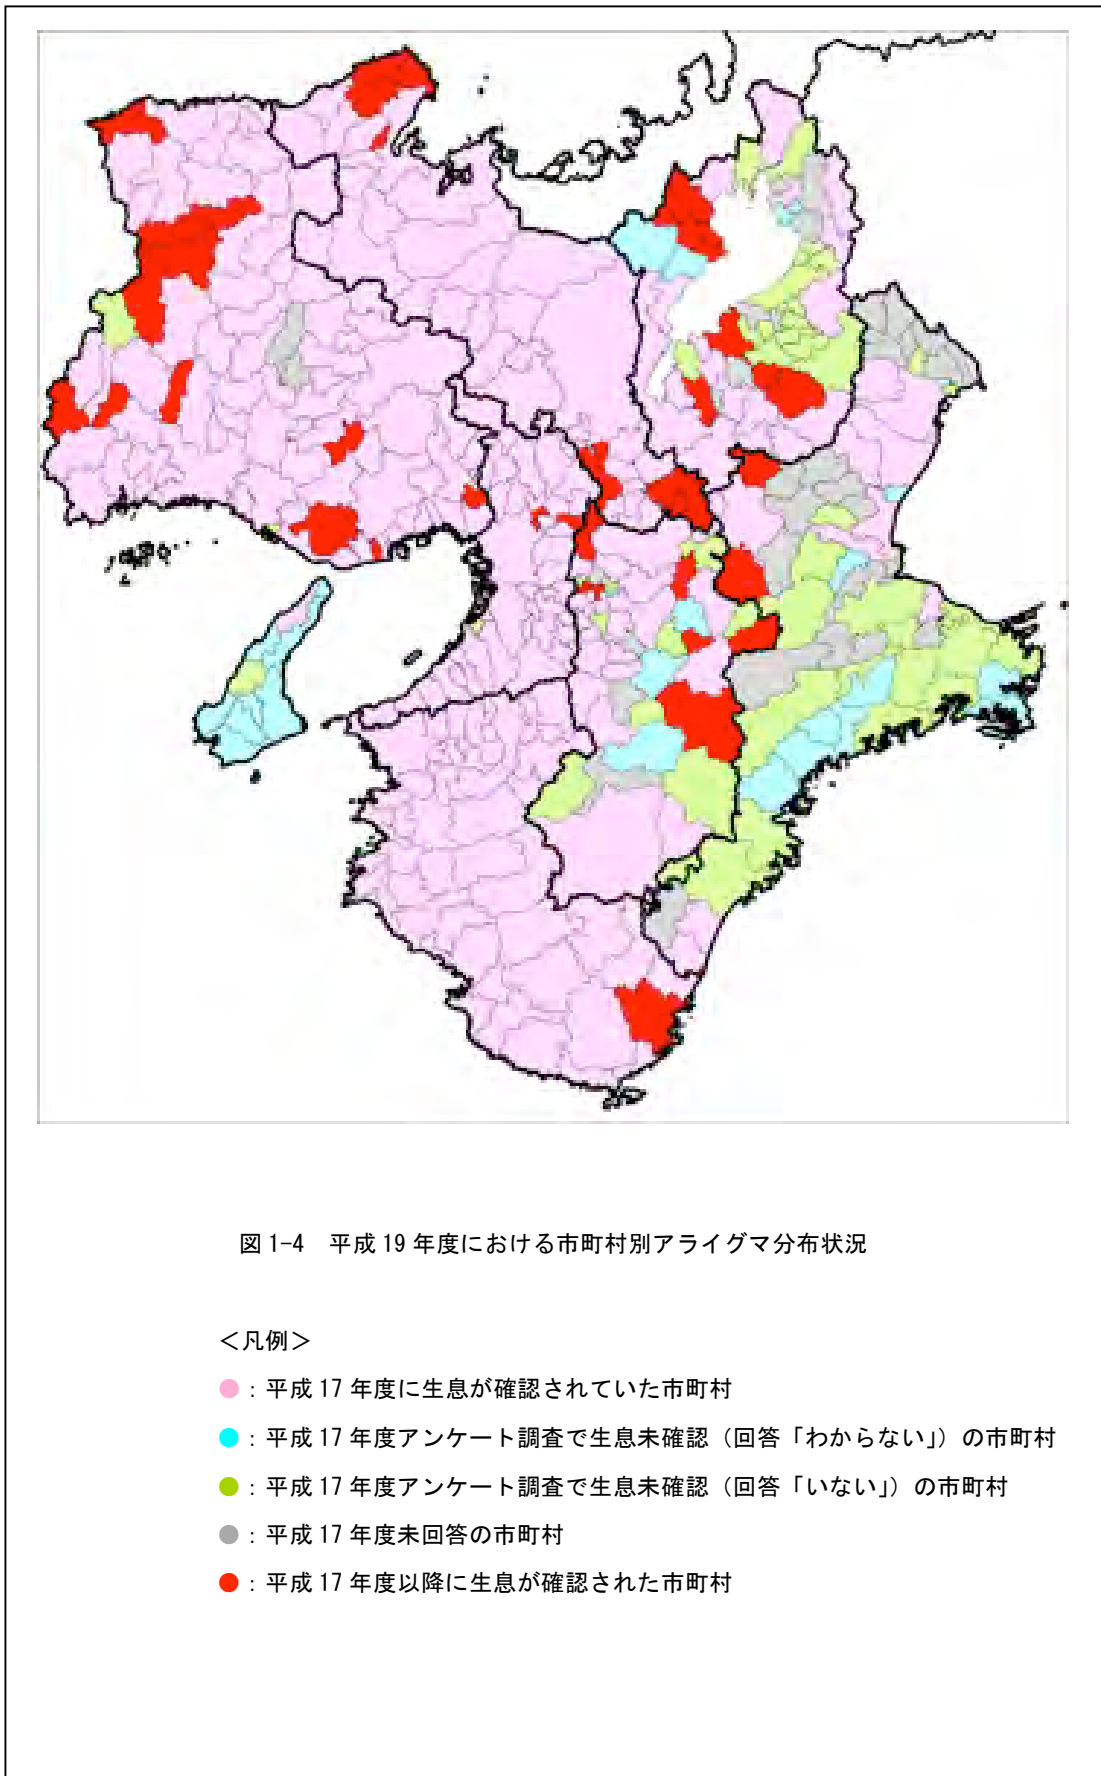 図 1-4　平成 19 年度における市町村別アライグマ分布状況
＜凡例＞
●：平成 17 年度に生息が確認されていた市町村
●：平成 17 年度アンケート調査で生息未確認（回答「わからない」）の市町村
●：平成 17 年度アンケート調査で生息未確認（回答「いない」）の市町村
●：平成 17 年度未回答の市町村
●：平成 17 年度以降に生息が確認された市町村